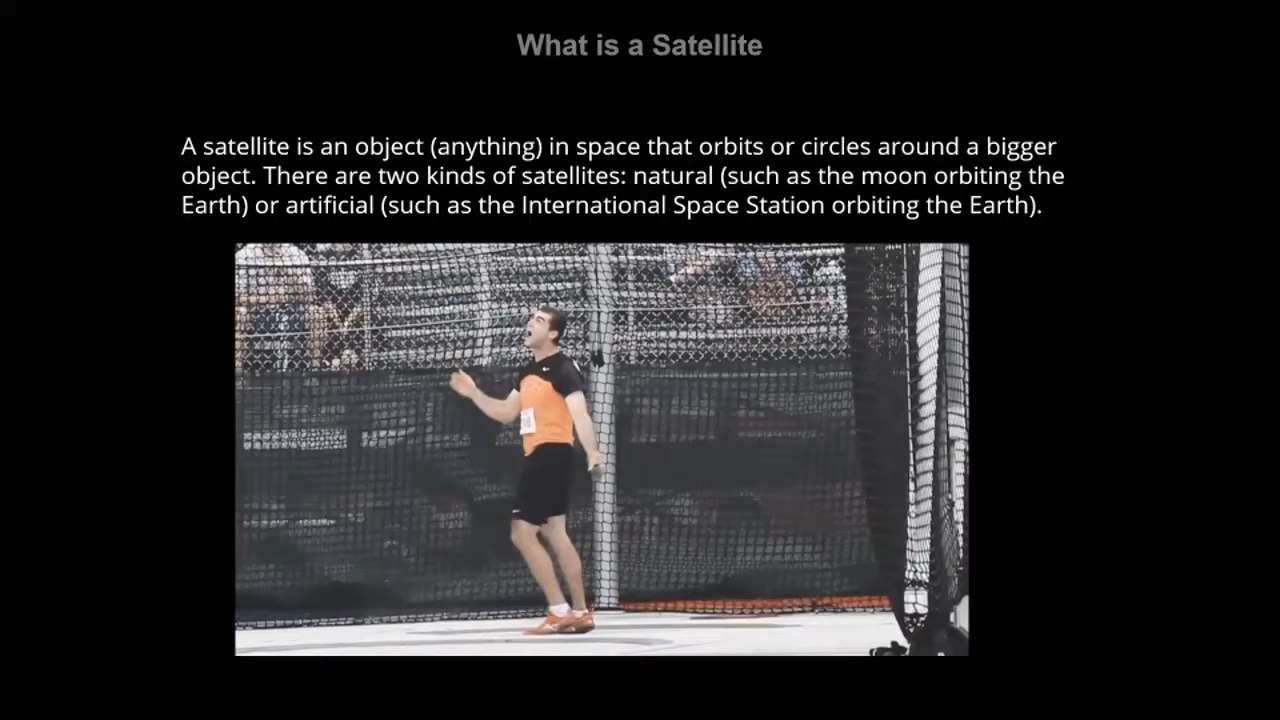 What is a Satellite
A satellite is an object (anything) in space that orbits or circles around a bigger
object. There are two kinds of satellites: natural (such as the moon orbiting the
Earth) or artificial (such as the International Space Station orbiting the Earth).